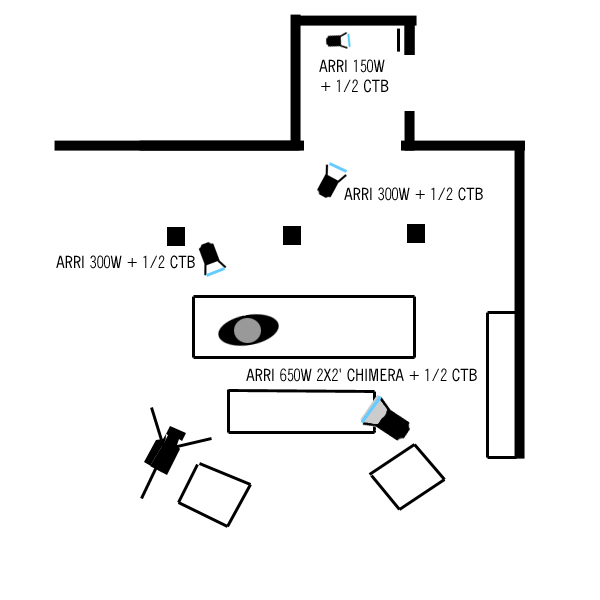 ARRI 150W
+ 1/2 CTB
ARRI 300W + 1/2 CTB
ARRI 300W + 1/2 CTB
ARRI 650W 2X2' CHIMERA + 1/2 CTB